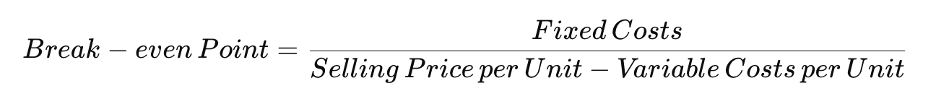 Break − even Point = Fixed Costs / Selling Price per Unit − Variable Costs per Unit